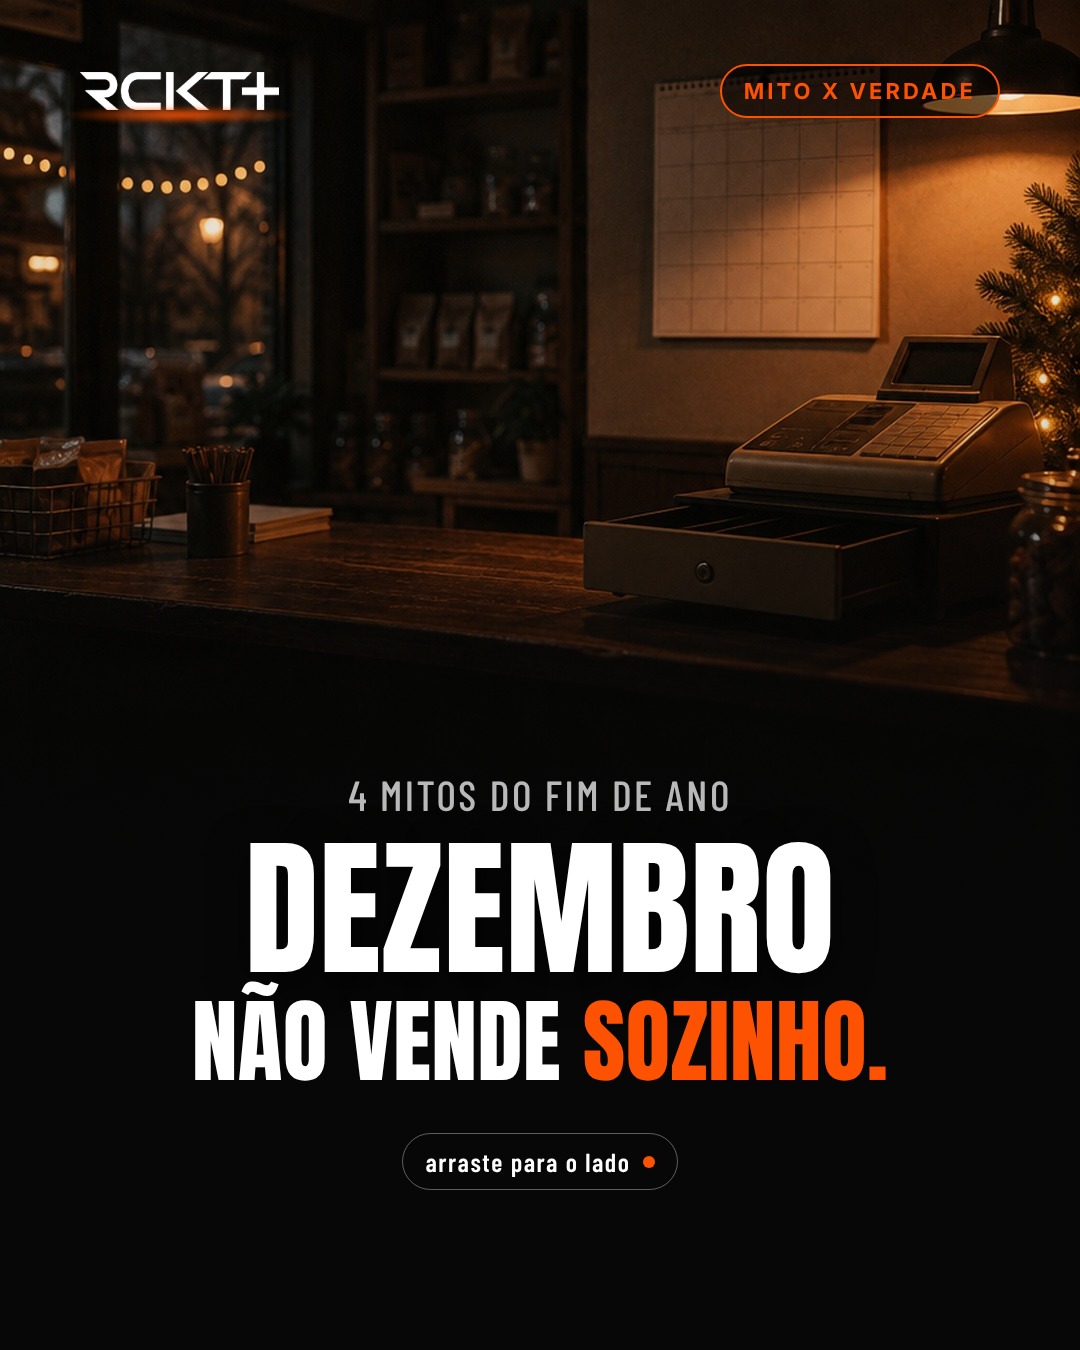 RCKT+
MITO X VERDADE
4 MITOS DO FIM DE ANO
DEZEMBRO
NÃO VENDE SOZINHO.
arraste para o lado